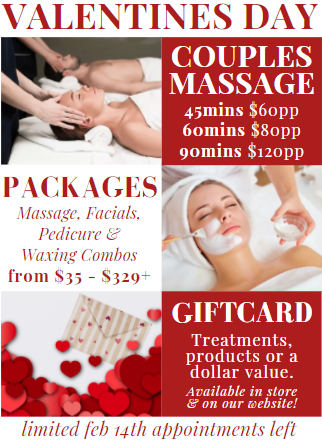 VALENTINES DAY
COUPLES
MASSAGE
45mins $60pp
60mins $80pp
90mins $120pp
PACKAGES
Massage, Facials,
Pedicure &
Waxing Combos
from $35 - $329+
GIFTCARD
Treatments,
products or a
dollar value.
Available in store
& on our website!
limited feb 14th appointments left